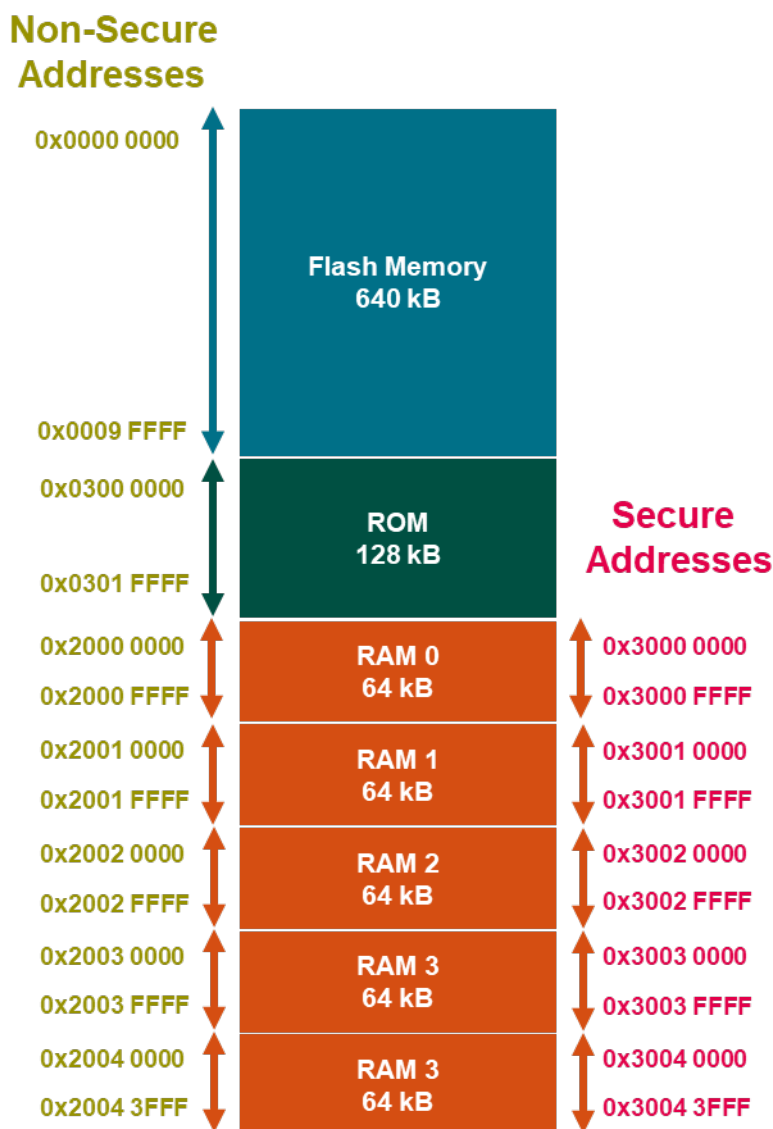 Non-Secure
Addresses
0x0000 0000
Flash Memory
640 kB
0x0009 FFFF
0x0300 0000
ROM
128 kB
0x0301 FFFF
Secure
Addresses
0x2000 0000
0x2000 FFFF
RAM 0
64 kB
0x3000 0000
0x3000 FFFF
0x2001 0000
0x2001 FFFF
RAM 1
64 kB
0x3001 0000
0x3001 FFFF
0x2002 0000
0x2002 FFFF
RAM 2
64 kB
0x3002 0000
0x3002 FFFF
0x2003 0000
0x2003 FFFF
RAM 3
64 kB
0x3003 0000
0x3003 FFFF
0x2004 0000
0x2004 3FFF
RAM 3
64 kB
0x3004 0000
0x3004 3FFF